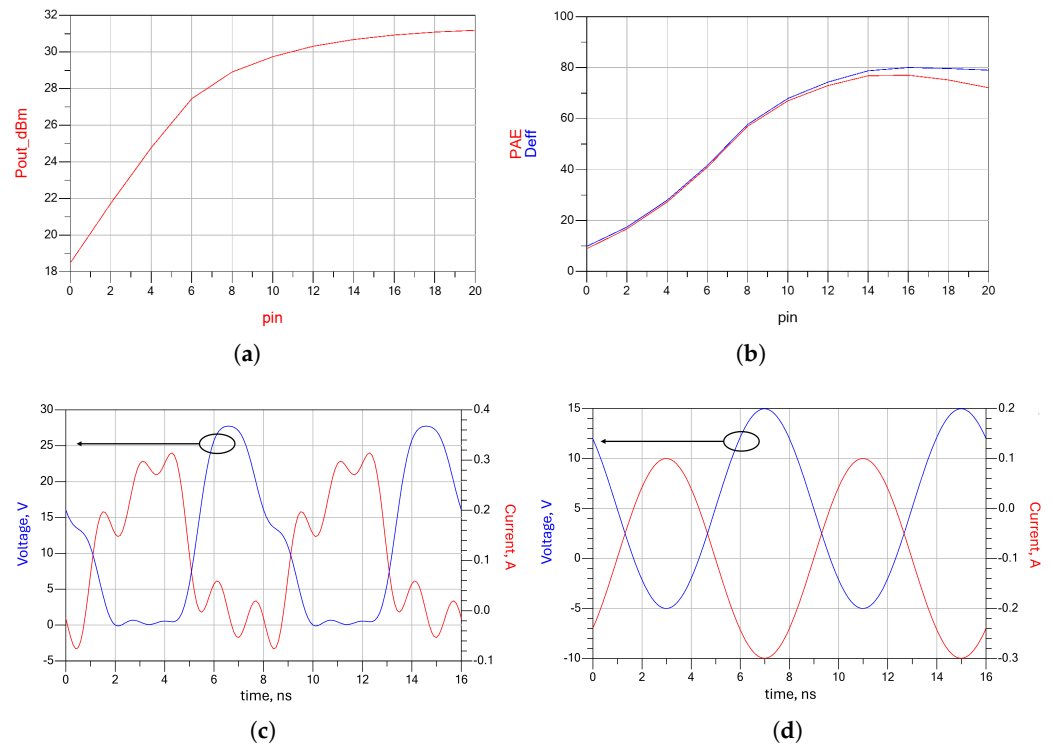 32
30
28
26
24
22
20
18
Pout_dBm
0 2 4 6 8 10 12 14 16 18 20
pin
(a)
100
80
60
40
20
0
PAE
Deff
0 2 4 6 8 10 12 14 16 18 20
pin
(b)
30
25
20
15
10
5
0
-5
Voltage, V
0.4
0.3
0.2
0.1
0.0
-0.1
Current, A
0 2 4 6 8 10 12 14 16
time, ns
(c)
15
10
5
0
-5
-10
Voltage, V
0.2
0.1
0.0
-0.1
-0.2
-0.3
Current, A
0 2 4 6 8 10 12 14 16
time, ns
(d)